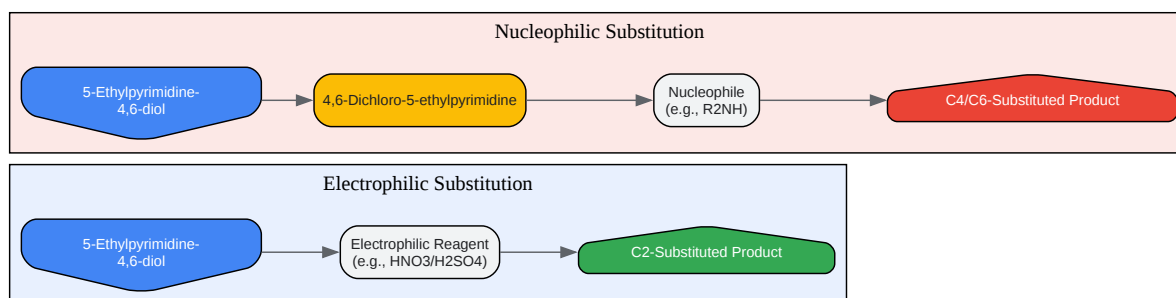 Nucleophilic Substitution
5-Ethylpyrimidine-
4,6-diol
4,6-Dichloro-5-ethylpyrimidine
Nucleophile
(e.g., R2NH)
C4/C6-Substituted Product
Electrophilic Substitution
5-Ethylpyrimidine-
4,6-diol
Electrophilic Reagent
(e.g., HNO3/H2SO4)
C2-Substituted Product